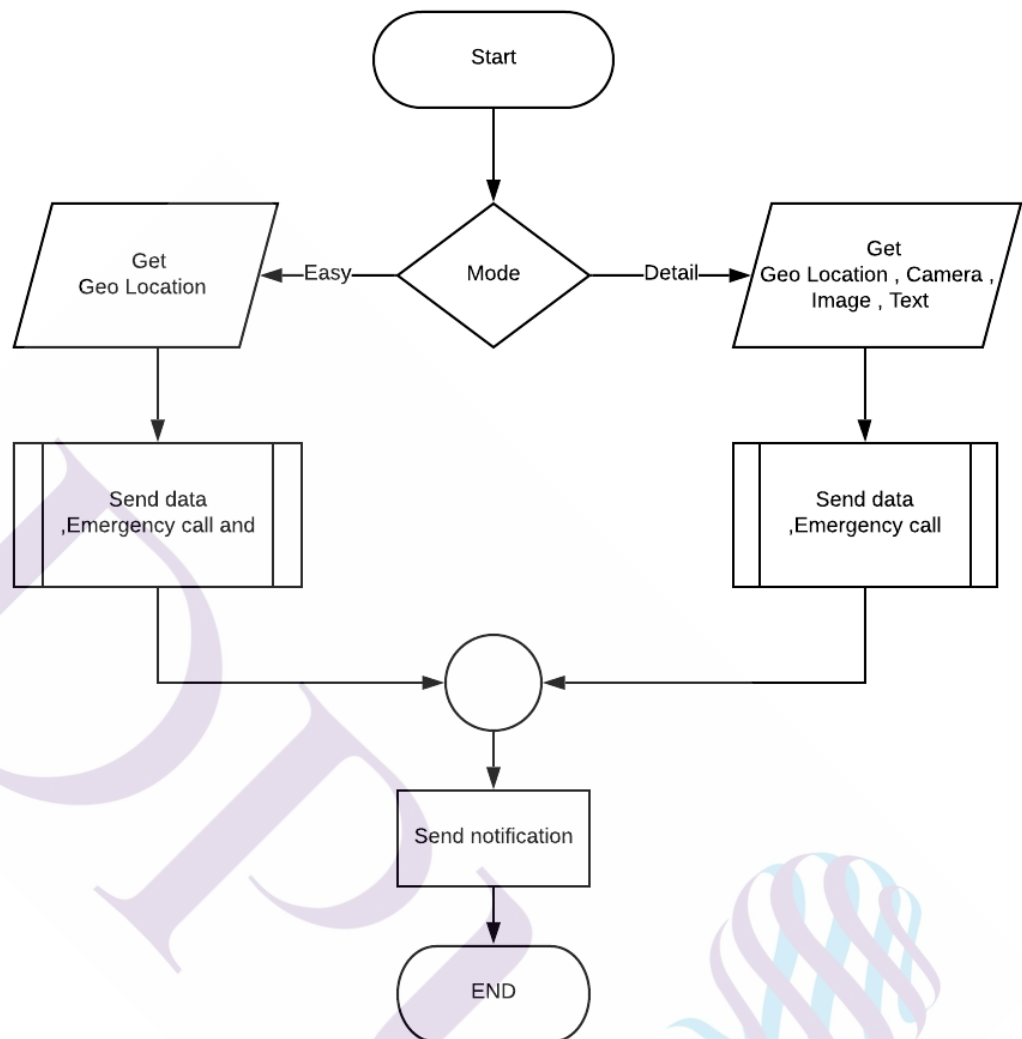 Start
Mode
Easy
Detail
Get
Geo Location
Get
Geo Location , Camera ,
Image , Text
Send data
,Emergency call and
Send data
,Emergency call
Send notification
END